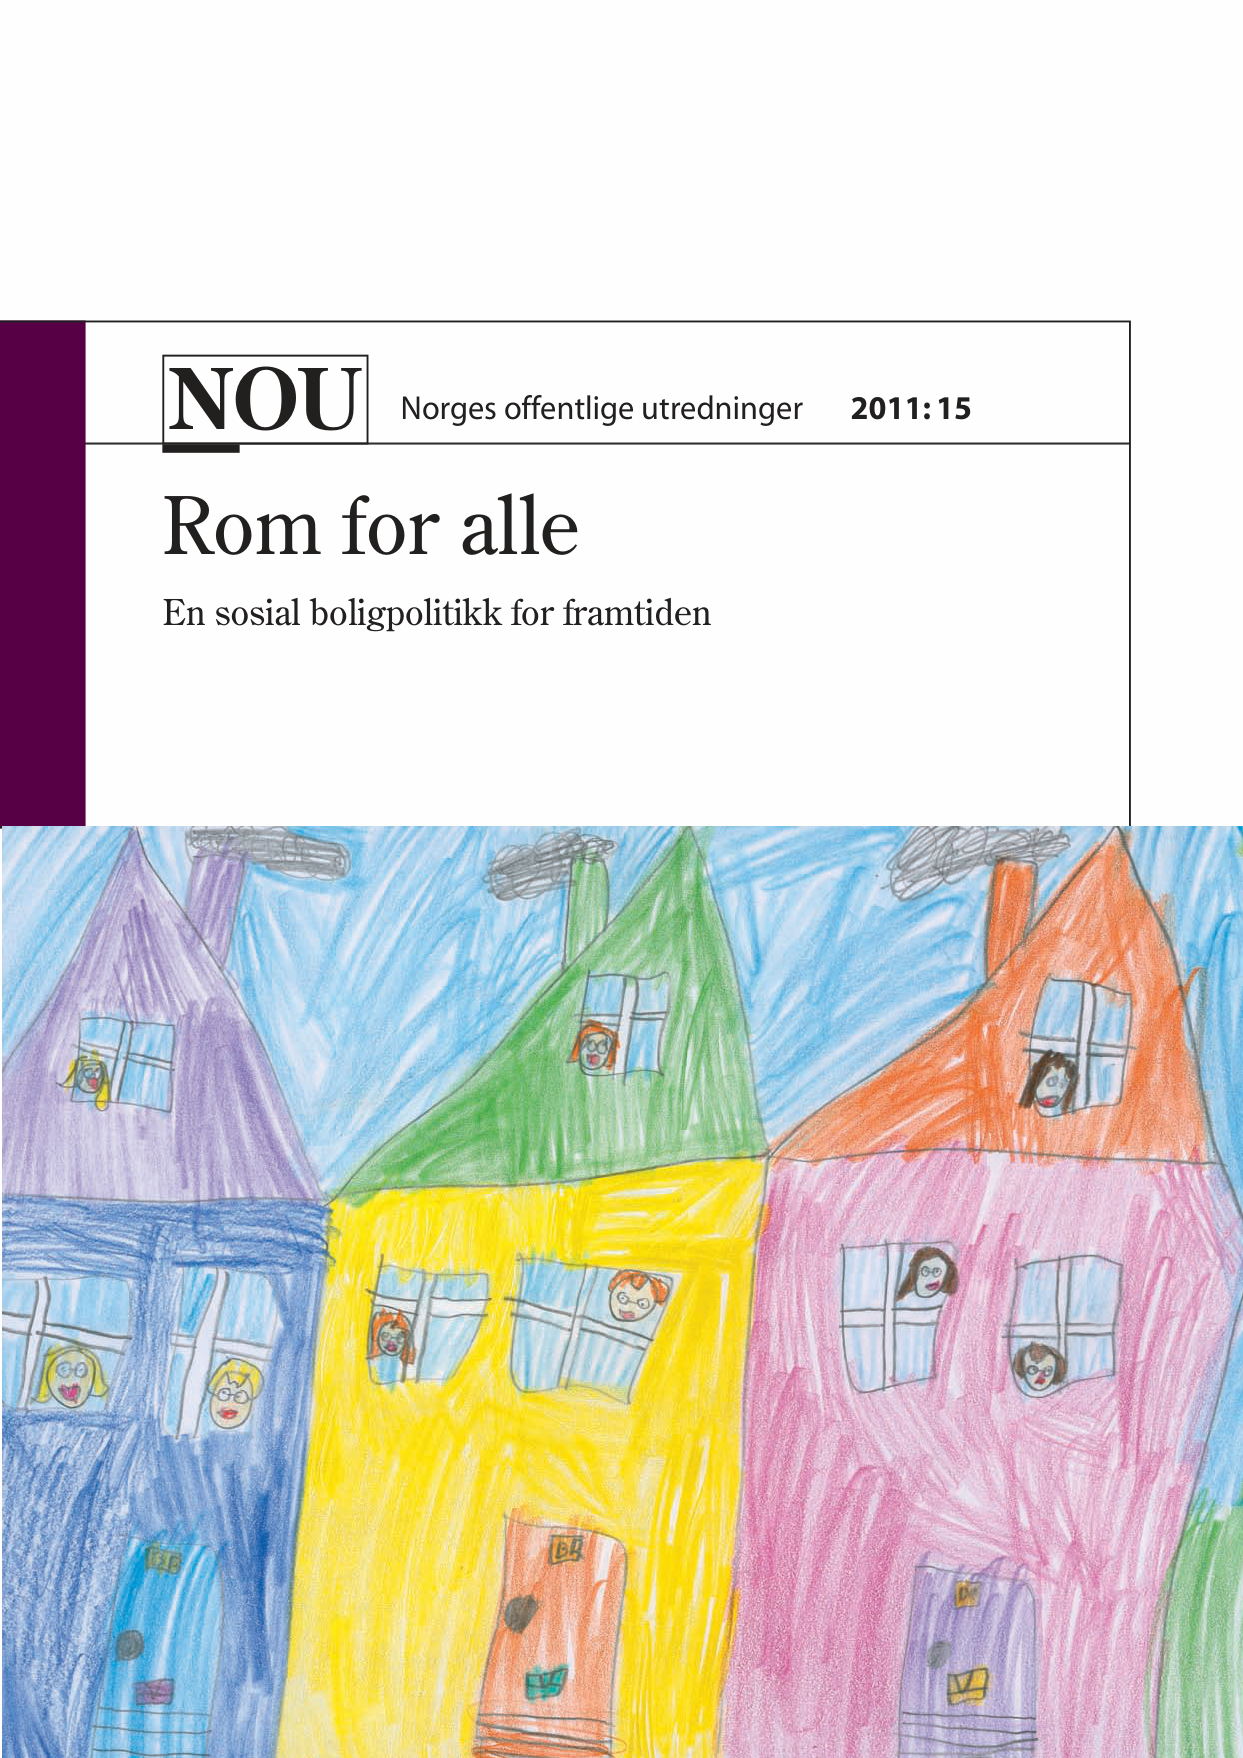 NOU Norges offentlige utredninger 2011: 15
Rom for alle
En sosial boligpolitikk for framtiden